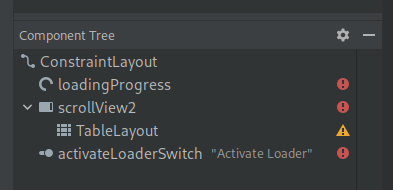 Component Tree
ConstraintLayout
loadingProgress
scrollView2
TableLayout
activateLoaderSwitch "Activate Loader"